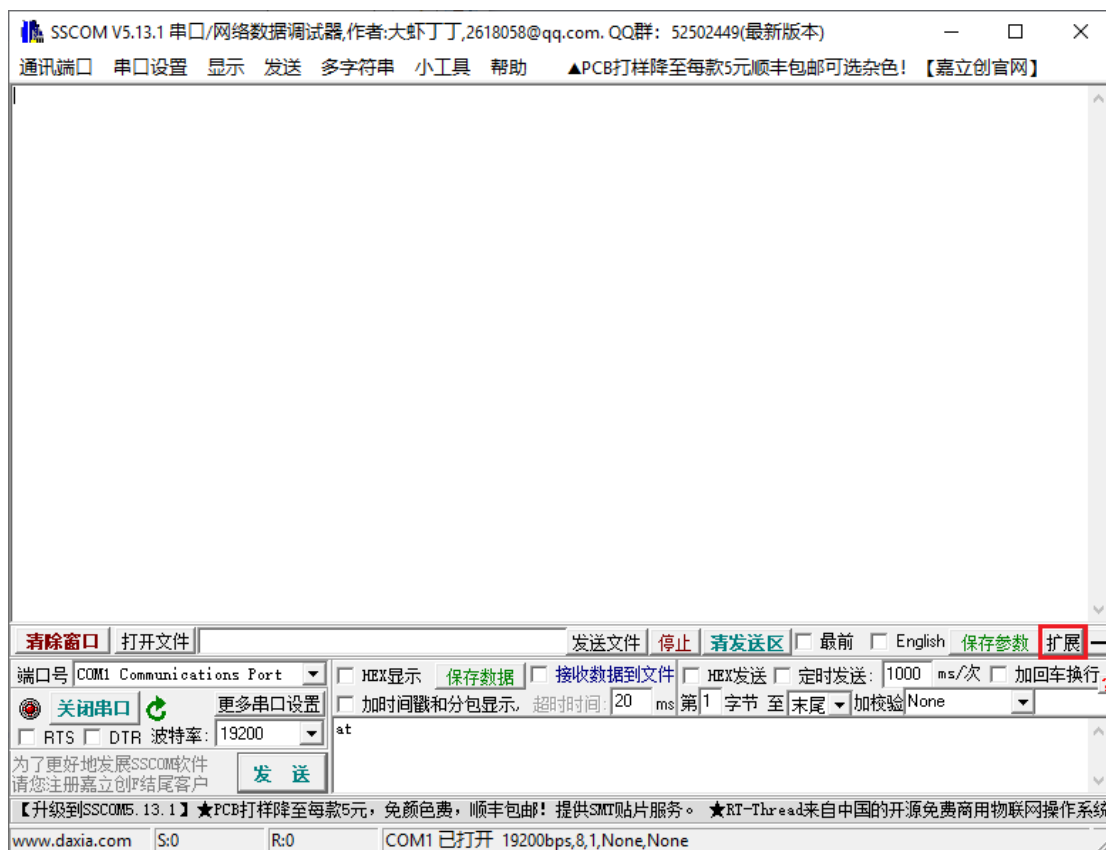 SSCOM V5.13.1 串口/网络数据调试器,作者:大虾丁丁,2618058@qq.com. QQ群：52502449(最新版本)
通讯端口 串口设置 显示 发送 多字符串 小工具 帮助 ▲PCB打样降至每款5元顺丰包邮可选杂色！【嘉立创官网】
清除窗口 打开文件 发送文件 停止 清发送区 最前 English 保存参数 扩展
端口号 COM1 Communications Port HEX显示 保存数据 接收数据到文件 HEX发送 定时发送: 1000 ms/次 加回车换行
关闭串口 更多串口设置 加时间戳和分包显示, 超时时间: 20 ms 第 1 字节 至 末尾 加校验 None
RTS DTR 波特率: 19200 at
为了更好地发展SSCOM软件
请您注册嘉立创F结尾客户
发 送
【升级到SSCOM5.13.1】★PCB打样降至每款5元，免颜色费，顺丰包邮！提供SMT贴片服务。 ★RT-Thread来自中国的开源免费商用物联网操作系统
www.daxia.com S:0 R:0 COM1 已打开 19200bps,8,1,None,None